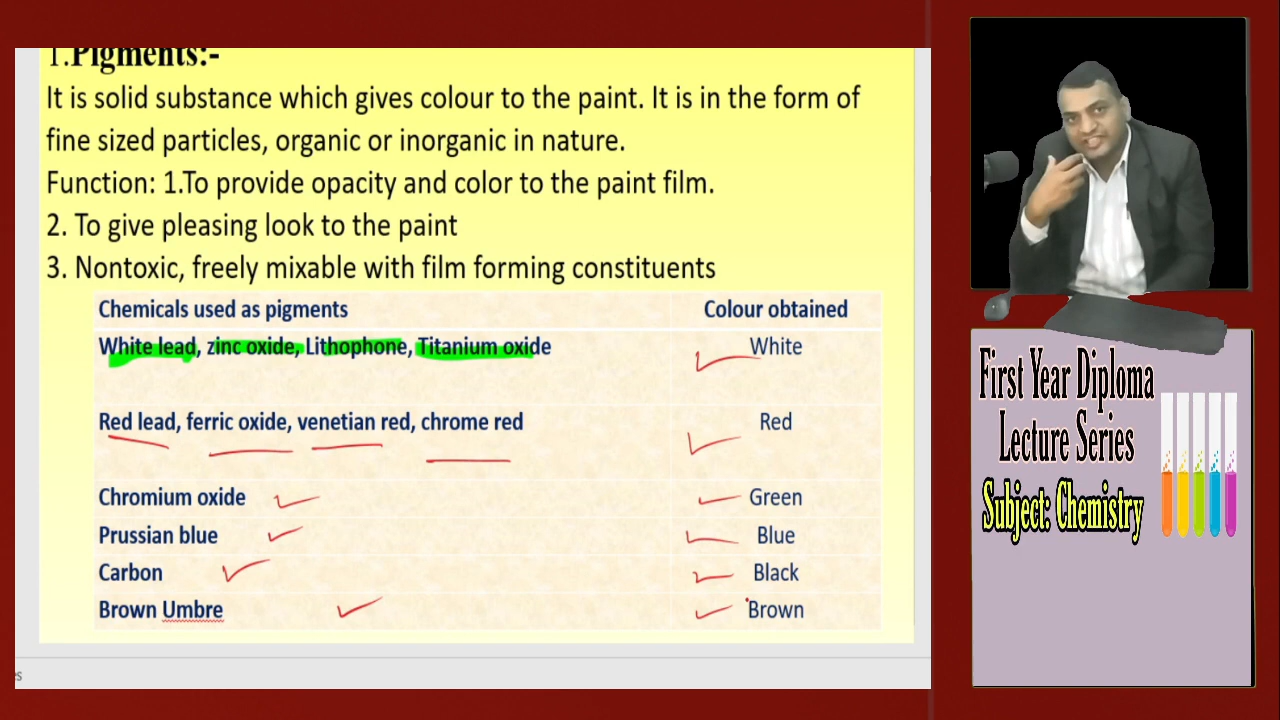 1.Pigments:-
It is solid substance which gives colour to the paint. It is in the form of
fine sized particles, organic or inorganic in nature.
Function: 1.To provide opacity and color to the paint film.
2. To give pleasing look to the paint
3. Nontoxic, freely mixable with film forming constituents
Chemicals used as pigments Colour obtained
White lead, zinc oxide, Lithophone, Titanium oxide White
Red lead, ferric oxide, venetian red, chrome red Red
Chromium oxide Green
Prussian blue Blue
Carbon Black
Brown Umbre Brown
First Year Diploma
Lecture Series
Subject: Chemistry